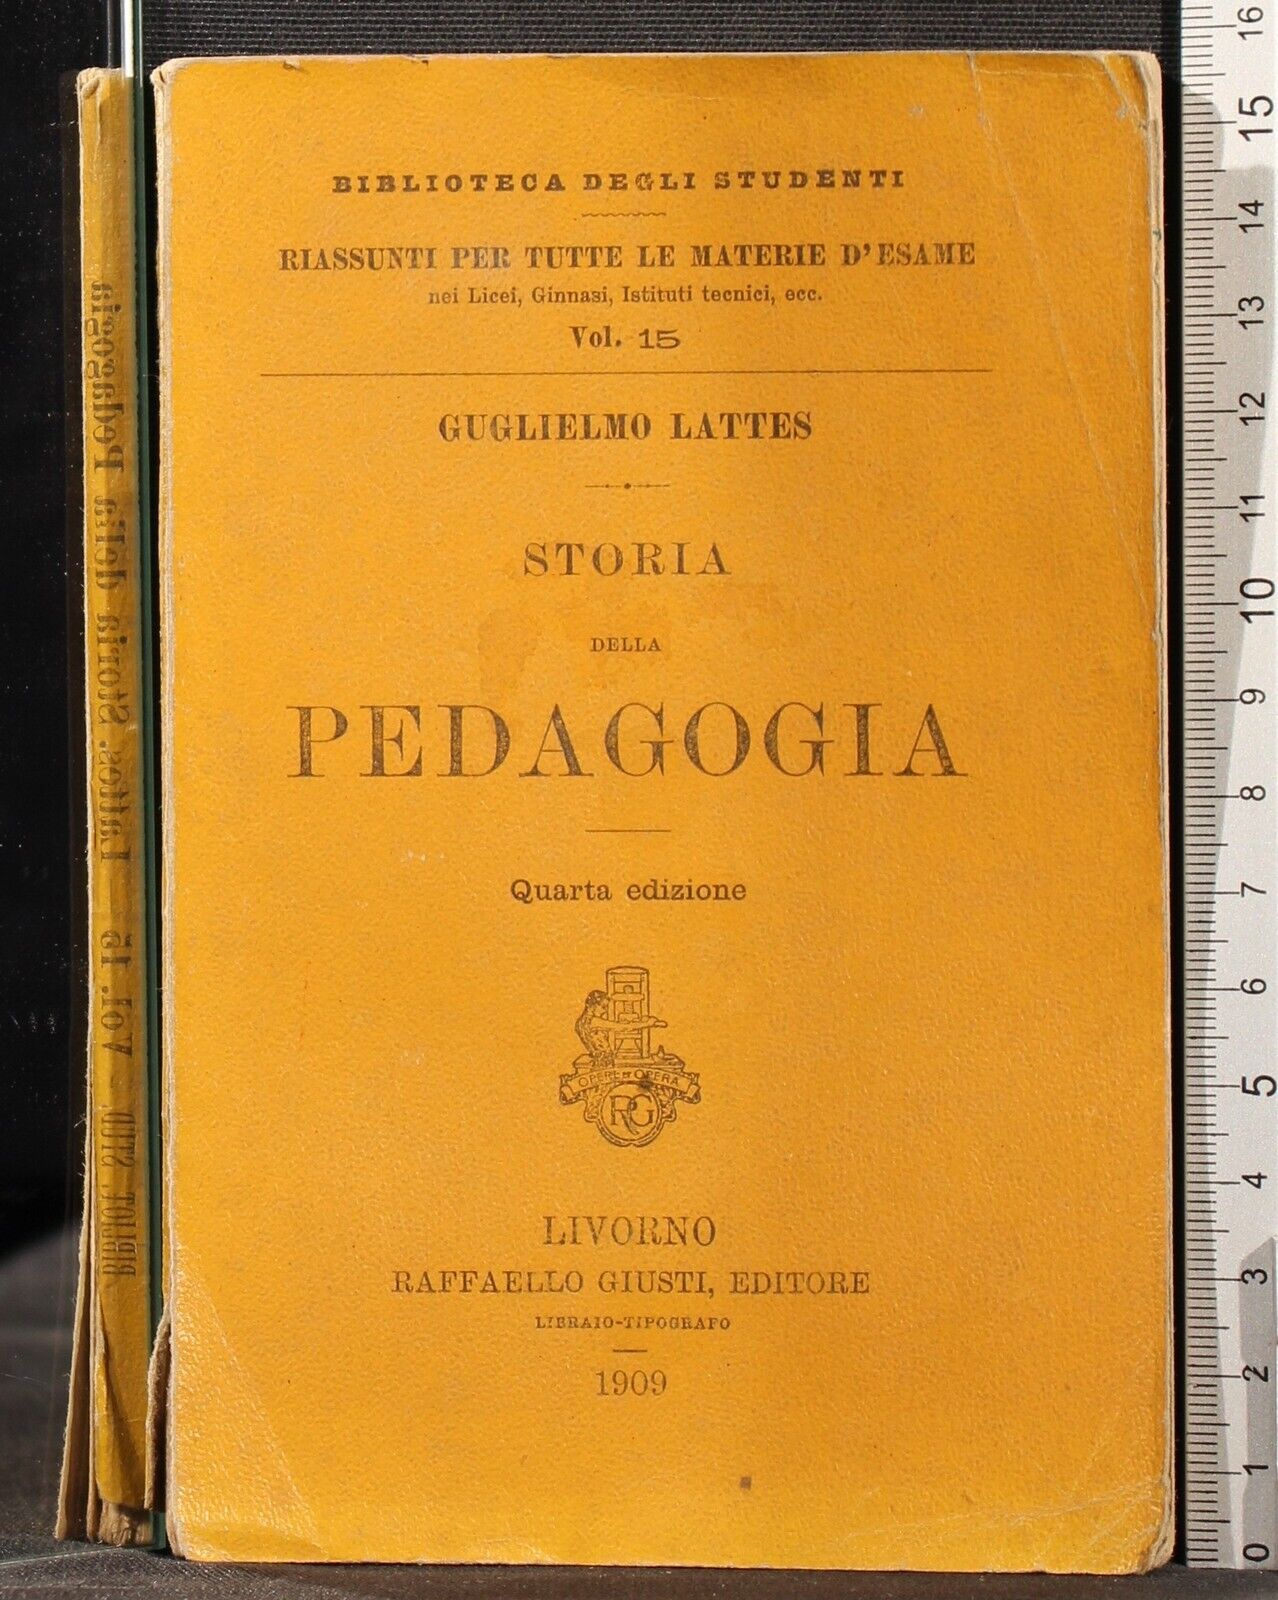 BIBLIOTECA DEGLI STUDENTI
RIASSUNTI PER TUTTE LE MATERIE D'ESAME
nei Licei, Ginnasi, Istituti tecnici, ecc.
Vol. 15
GUGLIELMO LATTES
STORIA
DELLA
PEDAGOGIA
Quarta edizione
OPERE ET OPERA
RG
LIVORNO
RAFFAELLO GIUSTI, EDITORE
LIBRAIO-TIPOGRAFO
1909
BIBLIOT. STUD. Vol. 15 — Lattes. Storia della Pedagogia
16
15
14
13
12
11
10
9
8
7
6
5
4
3
2
1
0